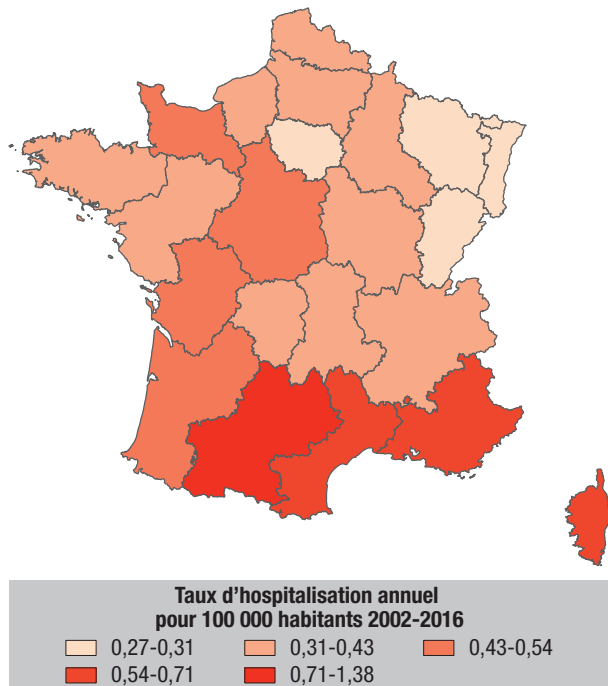 Taux d'hospitalisation annuel
pour 100 000 habitants 2002-2016
0,27-0,31 0,31-0,43 0,43-0,54
0,54-0,71 0,71-1,38